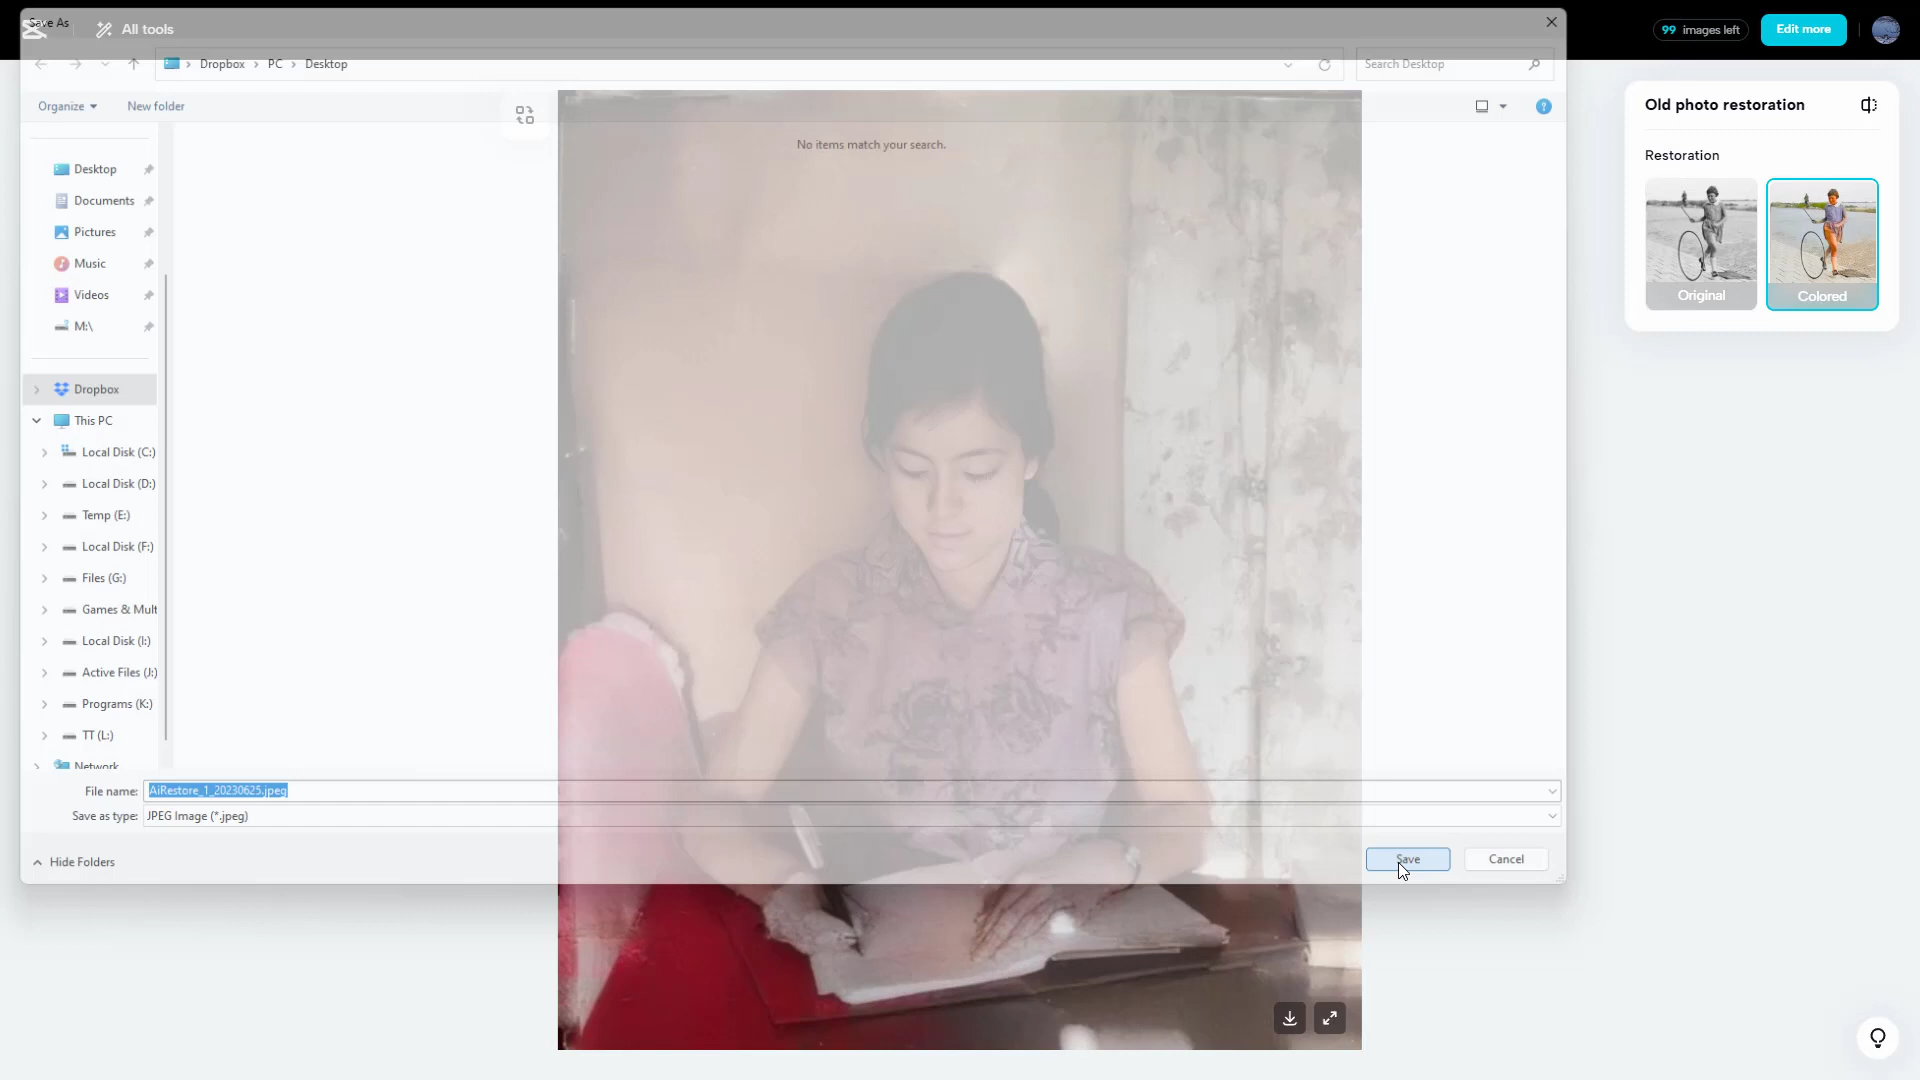 Save As
All tools
99 images left
Edit more
Dropbox > PC > Desktop
Search Desktop
Organize
New folder
No items match your search.
Desktop
Documents
Pictures
Music
Videos
M:\
Dropbox
This PC
Local Disk (C:)
Local Disk (D:)
Temp (E:)
Local Disk (F:)
Files (G:)
Games & Mult
Local Disk (I:)
Active Files (J:)
Programs (K:)
TT (L:)
Network
File name: AiRestore_1_20230625.jpeg
Save as type: JPEG Image (*.jpeg)
Hide Folders
Save
Cancel
Old photo restoration
Restoration
Original
Colored